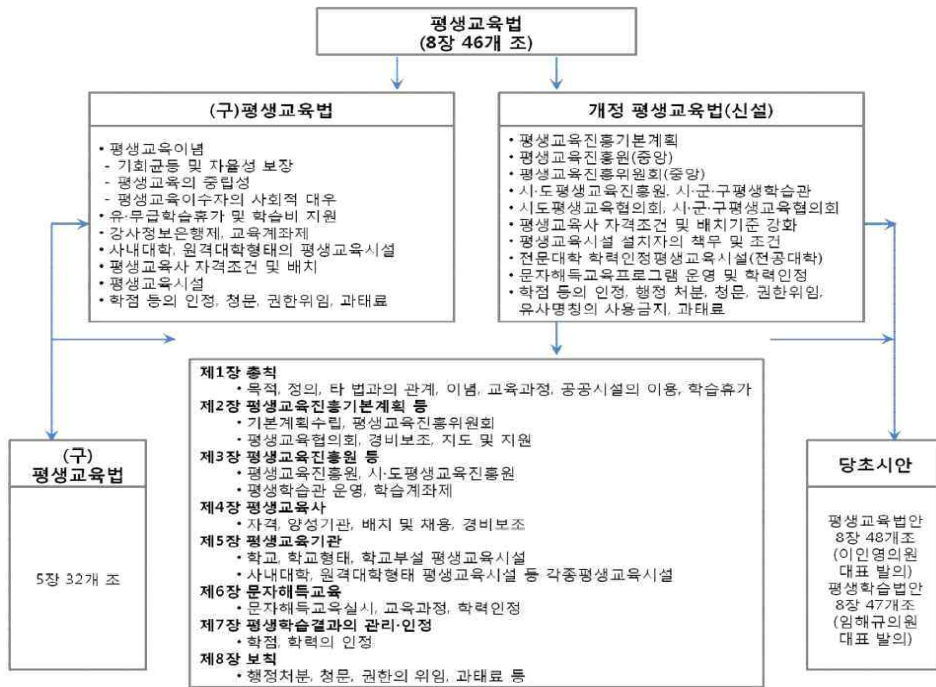 평생교육법
(8장 46개 조)
(구)평생교육법
• 평생교육이념
- 기회균등 및 자율성 보장
- 평생교육의 중립성
- 평생교육이수자의 사회적 대우
• 유·무급학습휴가 및 학습비 지원
• 강사정보은행제, 교육계좌제
• 사내대학, 원격대학형태의 평생교육시설
• 평생교육사 자격조건 및 배치
• 평생교육시설
• 학점 등의 인정, 청문, 권한위임, 과태료
개정 평생교육법(신설)
• 평생교육진흥기본계획
• 평생교육진흥원(중앙)
• 평생교육진흥위원회(중앙)
• 시·도평생교육진흥원, 시·군·구평생학습관
• 시도평생교육협의회, 시·군·구평생교육협의회
• 평생교육사 자격조건 및 배치기준 강화
• 평생교육시설 설치자의 책무 및 조건
• 전문대학 학력인정평생교육시설(전공대학)
• 문자해득교육프로그램 운영 및 학력인정
• 학점 등의 인정, 행정 처분, 청문, 권한위임,
유사명칭의 사용금지, 과태료
제1장 총칙
• 목적, 정의, 타 법과의 관계, 이념, 교육과정, 공공시설의 이용, 학습휴가
제2장 평생교육진흥기본계획 등
• 기본계획수립, 평생교육진흥위원회
• 평생교육협의회, 경비보조, 지도 및 지원
제3장 평생교육진흥원 등
• 평생교육진흥원, 시·도평생교육진흥원
• 평생학습관 운영, 학습계좌제
제4장 평생교육사
• 자격, 양성기관, 배치 및 채용, 경비보조
제5장 평생교육기관
• 학교, 학교형태, 학교부설 평생교육시설
• 사내대학, 원격대학형태 평생교육시설 등 각종평생교육시설
제6장 문자해득교육
• 문자해득교육실시, 교육과정, 학력인정
제7장 평생학습결과의 관리·인정
• 학점, 학력의 인정
제8장 보칙
• 행정처분, 청문, 권한의 위임, 과태료 등
(구)
평생교육법
5장 32개 조
당초시안
평생교육법안
8장 48개조
(이인영의원
대표 발의)
평생학습법안
8장 47개조
(임해규의원
대표 발의)